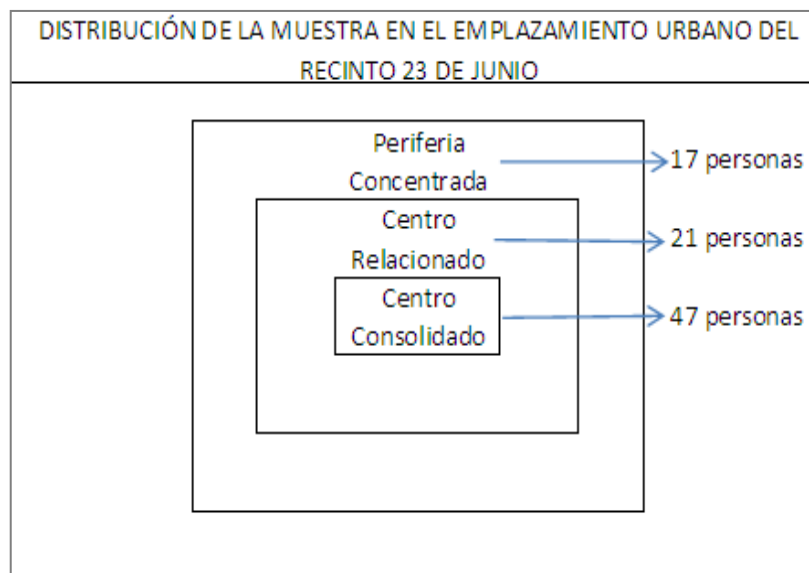 DISTRIBUCIÓN DE LA MUESTRA EN EL EMPLAZAMIENTO URBANO DEL
RECINTO 23 DE JUNIO
Periferia
Concentrada
17 personas
Centro
Relacionado
21 personas
Centro
Consolidado
47 personas